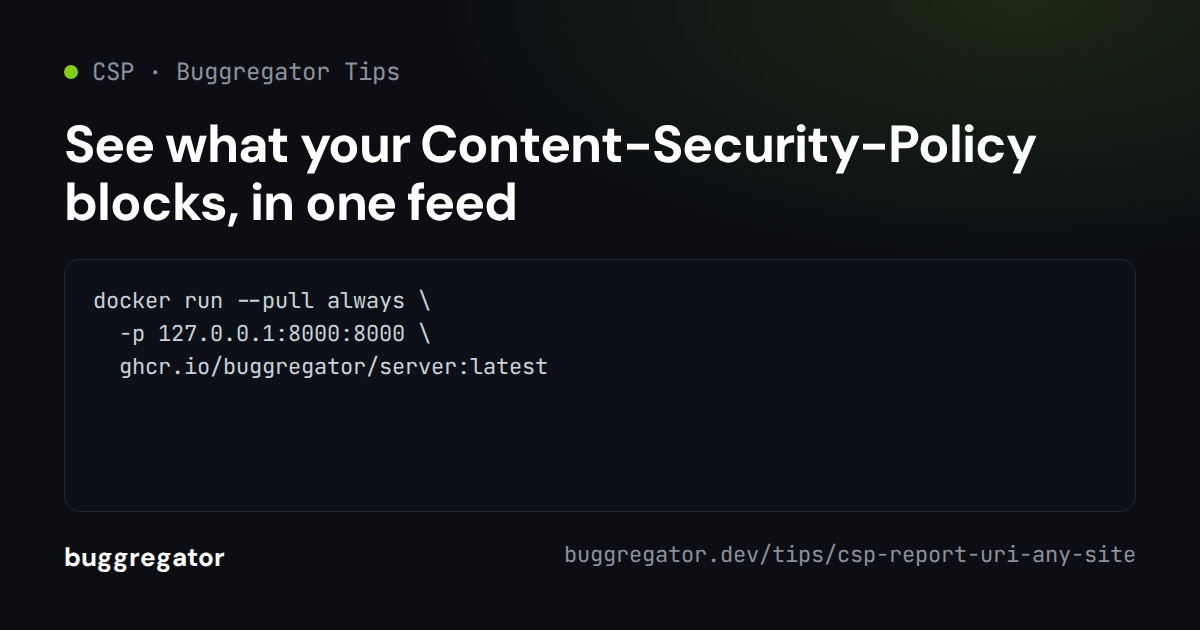 CSP · Buggregator Tips
See what your Content-Security-Policy
blocks, in one feed
docker run --pull always \
  -p 127.0.0.1:8000:8000 \
  ghcr.io/buggregator/server:latest
buggregator
buggregator.dev/tips/csp-report-uri-any-site